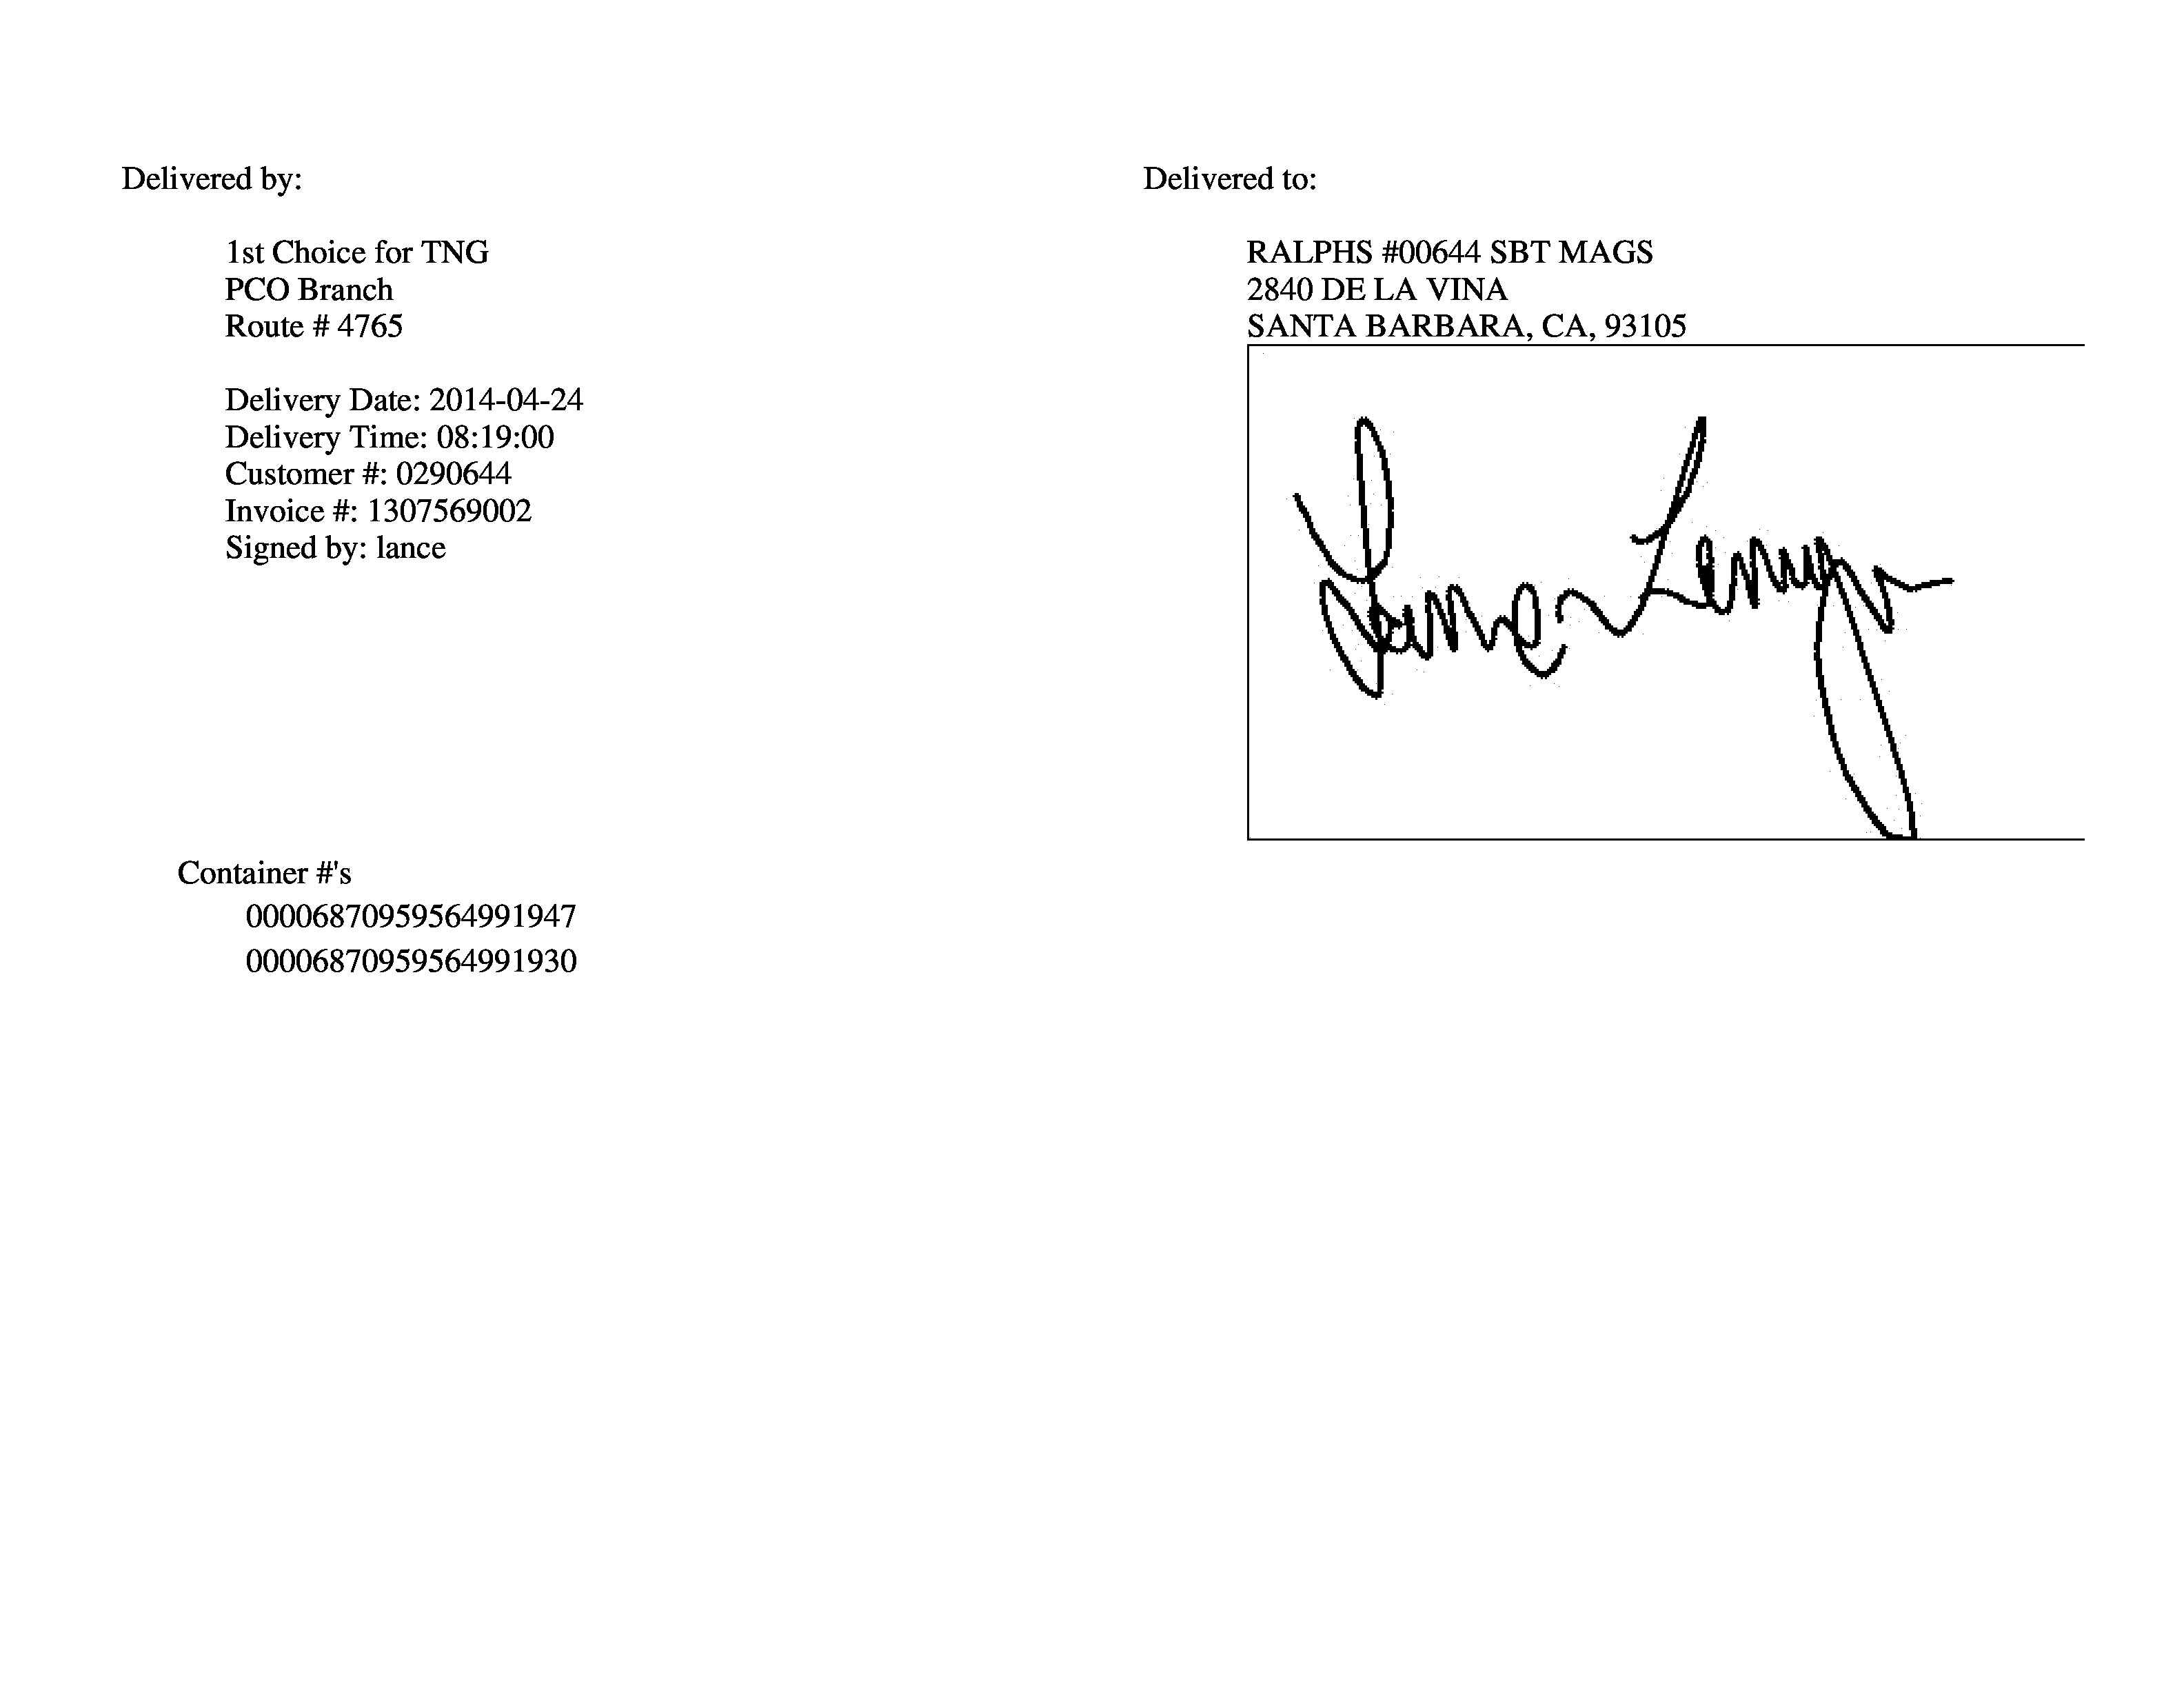 Delivered by:
1st Choice for TNG
PCO Branch
Route # 4765
Delivery Date: 2014-04-24
Delivery Time: 08:19:00
Customer #: 0290644
Invoice #: 1307569002
Signed by: lance
Delivered to:
RALPHS #00644 SBT MAGS
2840 DE LA VINA
SANTA BARBARA, CA, 93105
Container #'s
00006870959564991947
00006870959564991930